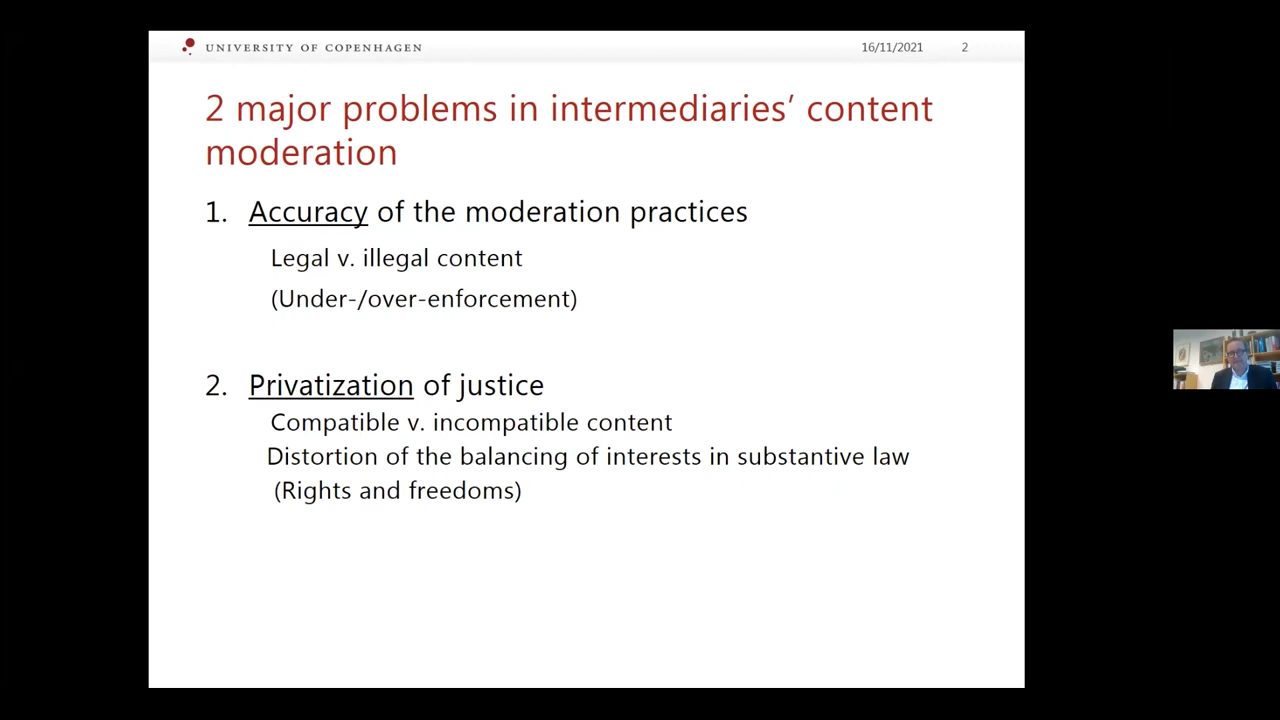 UNIVERSITY OF COPENHAGEN 16/11/2021 2
2 major problems in intermediaries’ content
moderation
1. Accuracy of the moderation practices
Legal v. illegal content
(Under-/over-enforcement)
2. Privatization of justice
Compatible v. incompatible content
Distortion of the balancing of interests in substantive law
(Rights and freedoms)